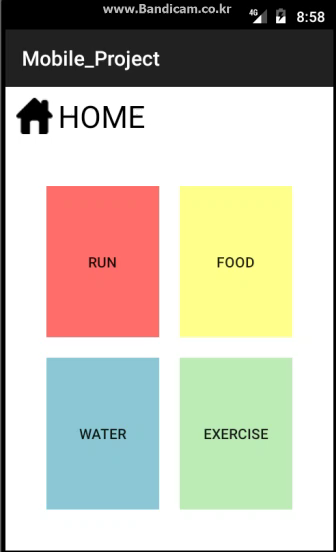 www.Bandicam.co.kr
4G 8:58
Mobile_Project
HOME
RUN FOOD
WATER EXERCISE